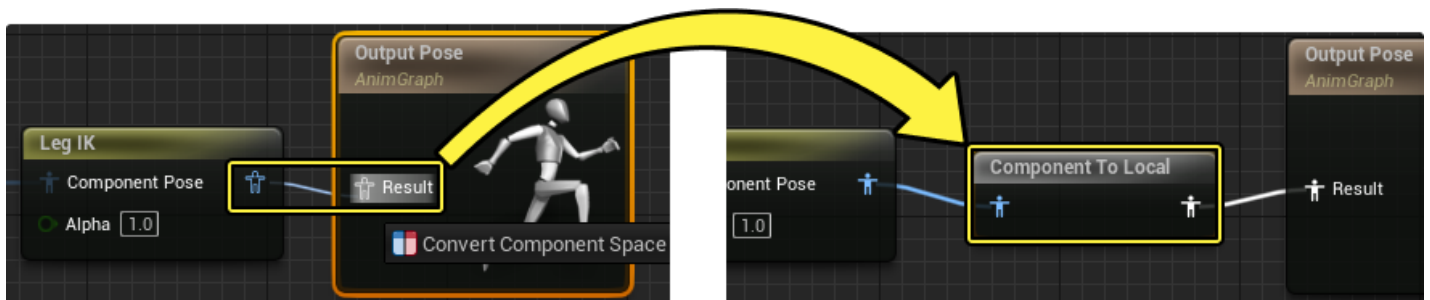 Output Pose
AnimGraph
Leg IK
Component Pose
Result
Alpha 1.0
Convert Component Space
Output Pose
AnimGraph
Component To Local
onent Pose
Result
1.0